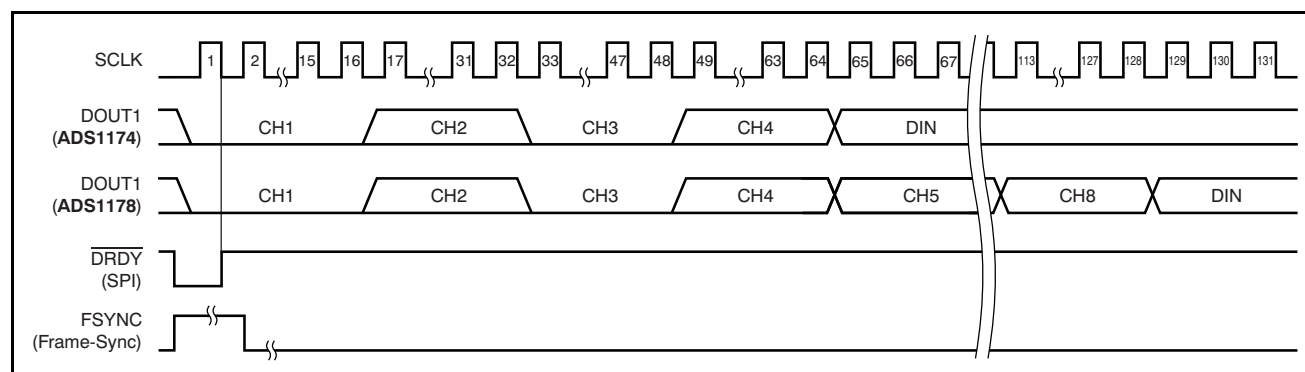 SCLK 1 2 15 16 17 31 32 33 47 48 49 63 64 65 66 67 113 127 128 129 130 131
DOUT1
(ADS1174) CH1 CH2 CH3 CH4 DIN
DOUT1
(ADS1178) CH1 CH2 CH3 CH4 CH5 CH8 DIN
DRDY
(SPI)
FSYNC
(Frame-Sync)